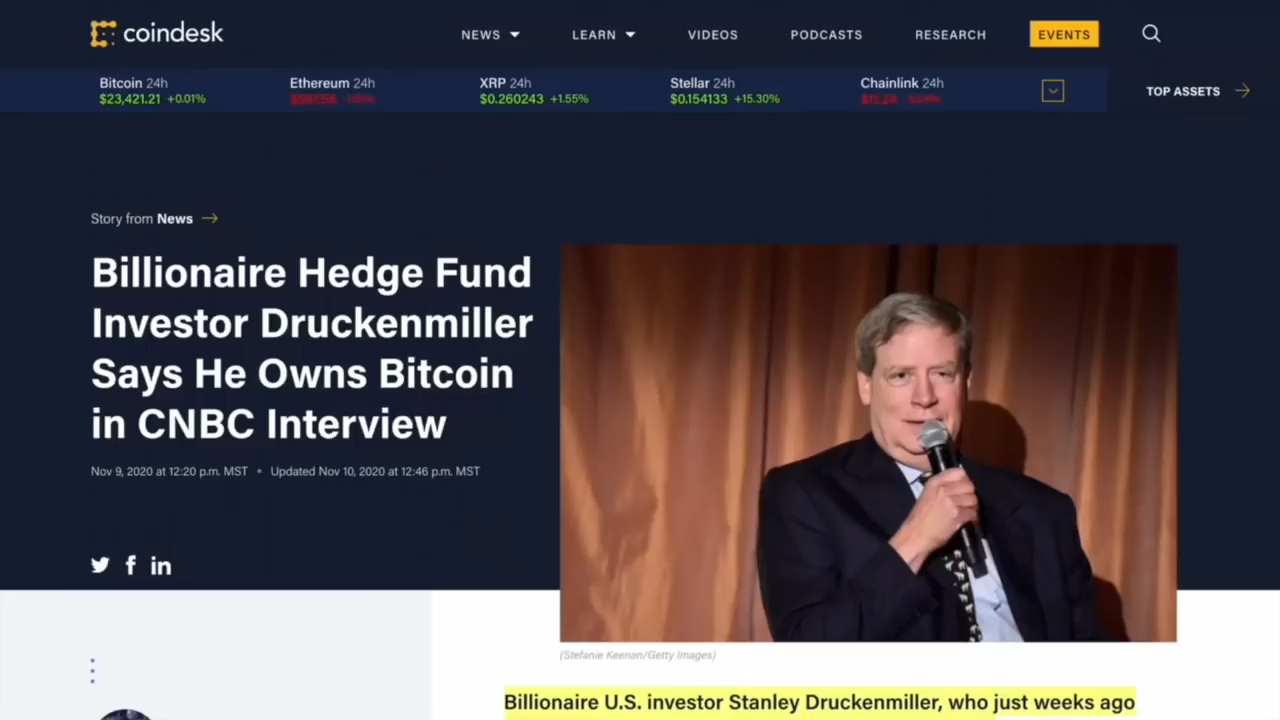 coindesk
NEWS LEARN VIDEOS PODCASTS RESEARCH EVENTS
Bitcoin 24h Ethereum 24h XRP 24h Stellar 24h Chainlink 24h
$23,421.21 +0.01% $0.260243 +1.55% $0.154133 +15.30%
TOP ASSETS
Story from News
Billionaire Hedge Fund
Investor Druckenmiller
Says He Owns Bitcoin
in CNBC Interview
Nov 9, 2020 at 12:20 p.m. MST • Updated Nov 10, 2020 at 12:46 p.m. MST
(Stefanie Keenan/Getty Images)
Billionaire U.S. investor Stanley Druckenmiller, who just weeks ago